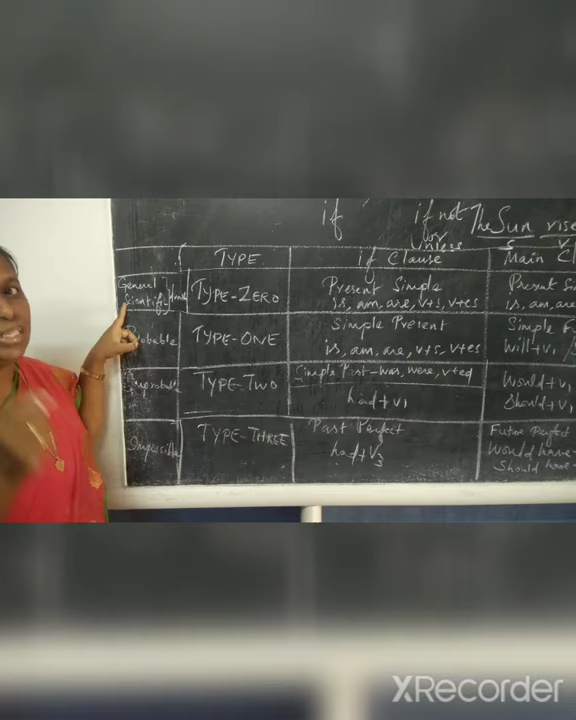 if if not The Sun rise
or
unless S V
TYPE if Clause Main Cl
General
Scientific
TYPE-ZERO Present Simple Present Si
is, am, are, v+s, v+es is, am, are
Probable TYPE-ONE Simple Present Simple F
is, am, are, v+s, v+es will+v1
TYPE-TWO Simple Past-was, were, v+ed Would+v1
had+v1 Should+v1
Impossible TYPE-THREE Past Perfect Future Perfect
had+V3 Would have-
Should have-
XRecorder